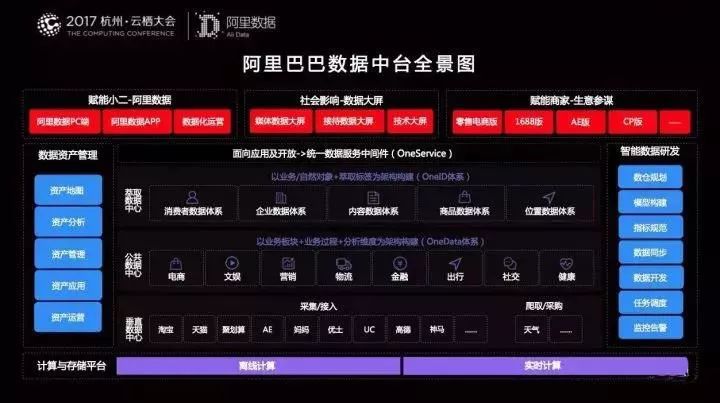 2017 杭州·云栖大会
THE COMPUTING CONFERENCE
阿里数据
Ali Data
阿里巴巴数据中台全景图
赋能小二-阿里数据
阿里数据PC端
阿里数据APP
数据化运营
社会影响-数据大屏
媒体数据大屏
接待数据大屏
技术大屏
赋能商家-生意参谋
零售电商版
1688版
AE版
CP版
......
数据资产管理
资产地图
资产分析
资产管理
资产应用
资产运营
面向应用及开放->统一数据服务中间件（OneService）
萃取数据中心
以业务/自然对象+萃取标签为架构构建（OneID体系）
消费者数据体系
企业数据体系
内容数据体系
商品数据体系
位置数据体系
公共数据中心
以业务板块+业务过程+分析维度为架构构建（OneData体系）
电商
文娱
营销
物流
金融
出行
社交
健康
垂直数据中心
采集/接入
淘宝
天猫
聚划算
AE
妈妈
优土
UC
高德
神马
......
爬取/采购
天气
......
智能数据研发
数仓规划
模型构建
指标规范
数据同步
数据开发
任务调度
监控告警
计算与存储平台
离线计算
实时计算